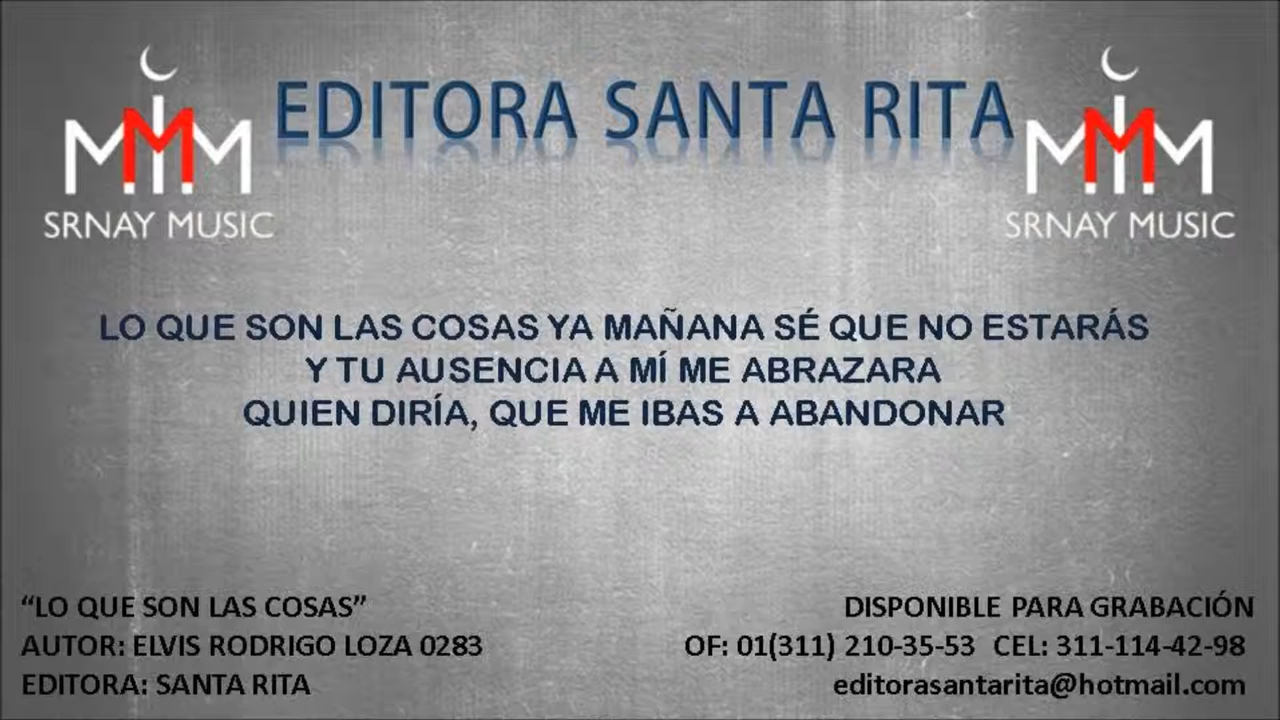 EDITORA SANTA RITA
SRNAY MUSIC
SRNAY MUSIC
LO QUE SON LAS COSAS YA MAÑANA SÉ QUE NO ESTARÁS
Y TU AUSENCIA A MÍ ME ABRAZARA
QUIEN DIRÍA, QUE ME IBAS A ABANDONAR
“LO QUE SON LAS COSAS”
AUTOR: ELVIS RODRIGO LOZA 0283
EDITORA: SANTA RITA
DISPONIBLE PARA GRABACIÓN
OF: 01(311) 210-35-53 CEL: 311-114-42-98
editorasantarita@hotmail.com